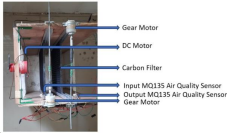 Gear Motor
DC Motor
Carbon Filter
Input MQ135 Air Quality Sensor
Output MQ135 Air Quality Sensor
Gear Motor